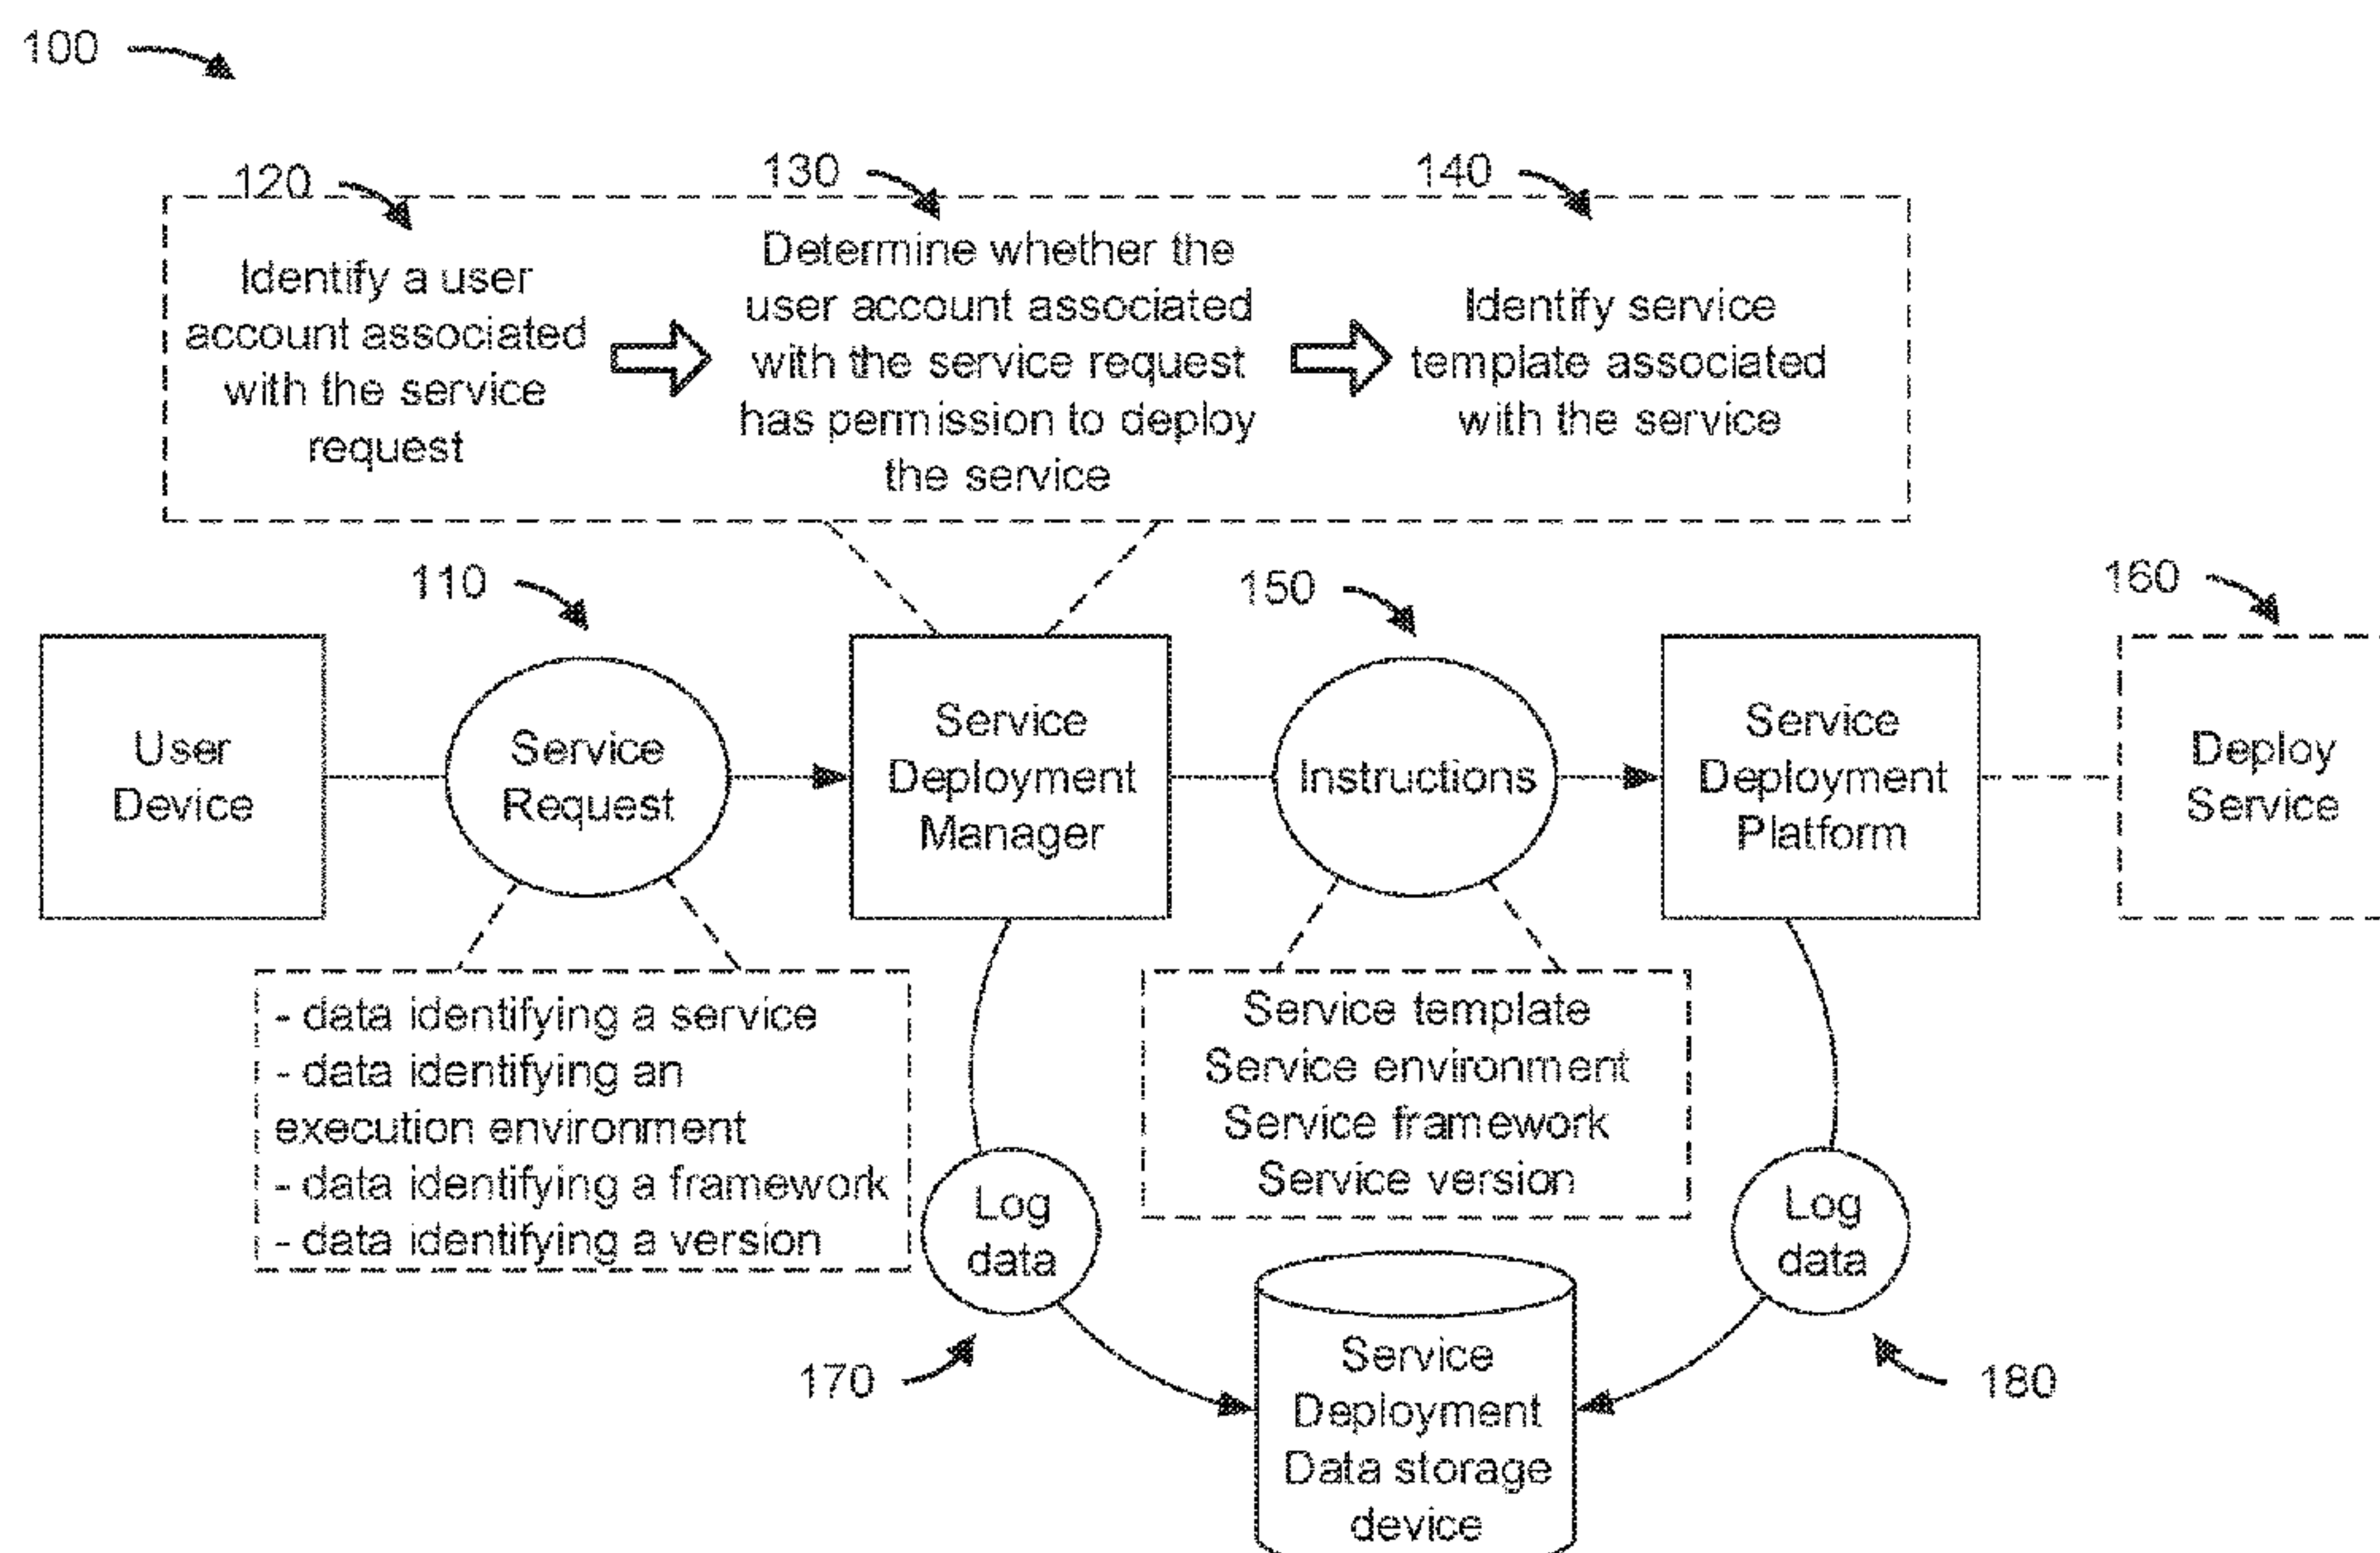 100
120
130
140
Identify a user
account associated
with the service
request
Determine whether the
user account associated
with the service request
has permission to deploy
the service
Identify service
template associated
with the service
110
150
160
User
Device
Service
Request
Service
Deployment
Manager
Instructions
Service
Deployment
Platform
Deploy
Service
- data identifying a service
- data identifying an
execution environment
- data identifying a framework
- data identifying a version
Service template
Service environment
Service framework
Service version
Log
data
Log
data
170
180
Service
Deployment
Data storage
device